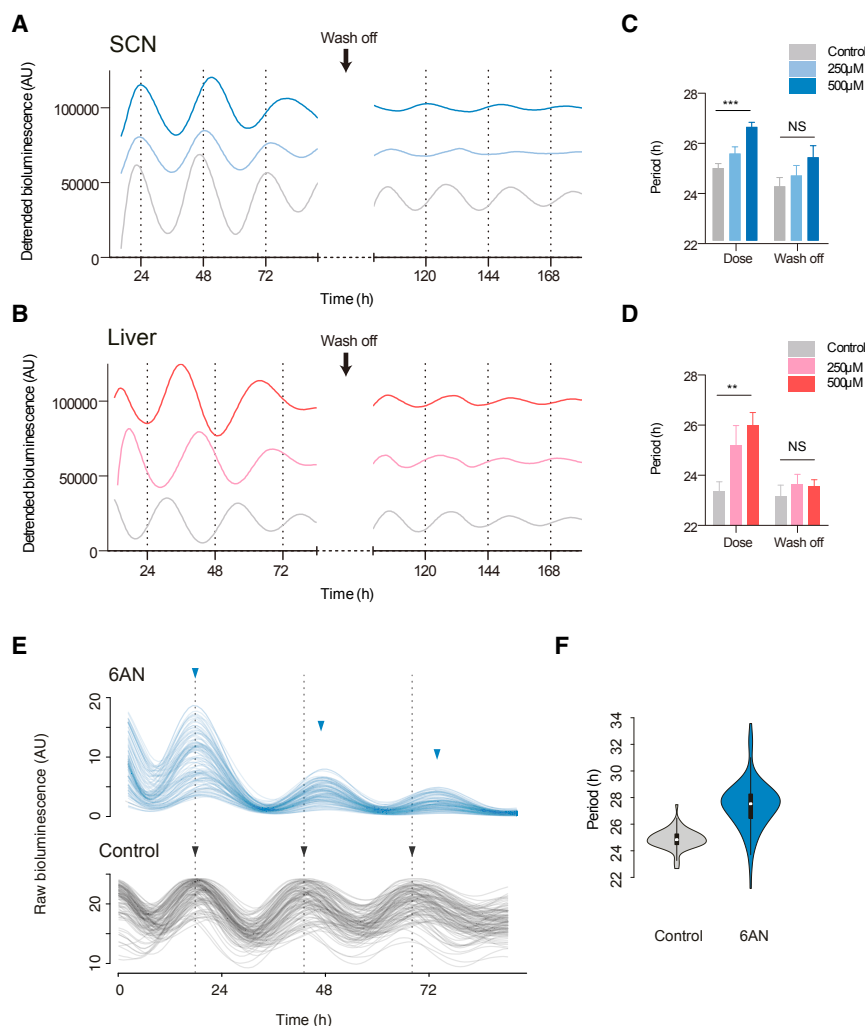 A
SCN
Wash off
Detrended bioluminescence (AU)
100000
50000
0
24 48 72 120 144 168
Time (h)
C
Control
250µM
500µM
Period (h)
28
26
24
22
***
NS
Dose Wash off
B
Liver
Wash off
Detrended bioluminescence (AU)
100000
50000
0
24 48 72 120 144 168
Time (h)
D
Control
250µM
500µM
Period (h)
28
26
24
22
**
NS
Dose Wash off
E
6AN
Raw bioluminescence (AU)
20
10
0
Control
20
10
0 24 48 72
Time (h)
F
Period (h)
34
32
30
28
26
24
22
Control 6AN